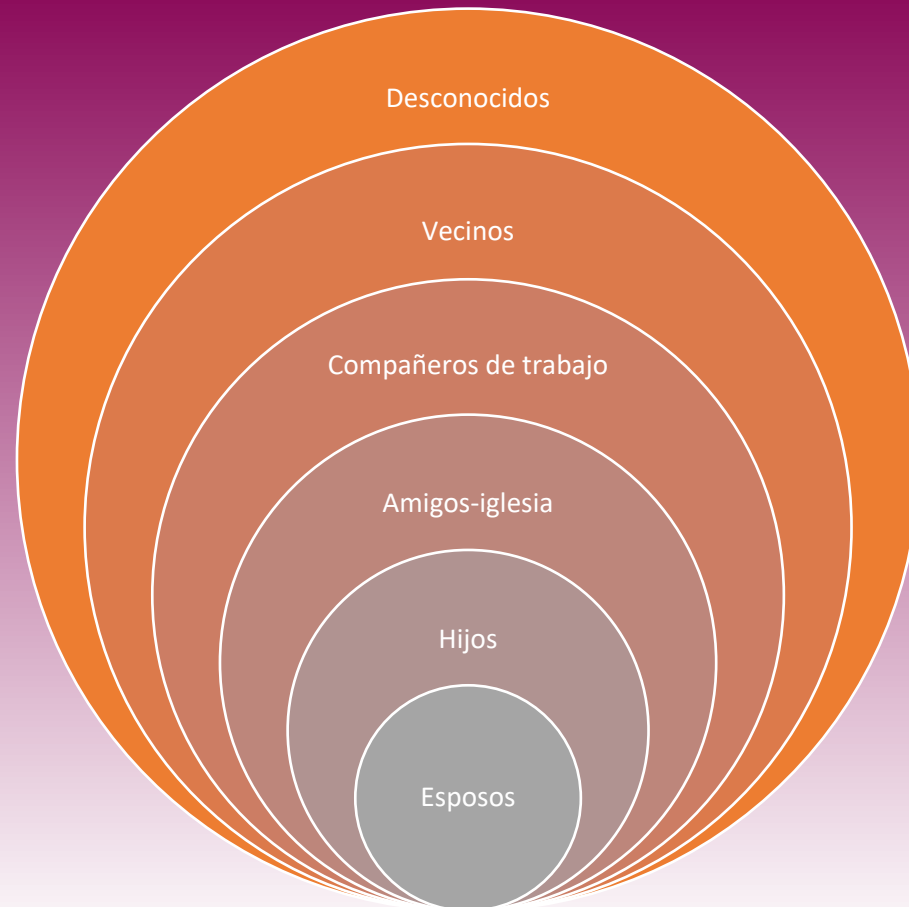 Desconocidos
Vecinos
Compañeros de trabajo
Amigos-iglesia
Hijos
Esposos